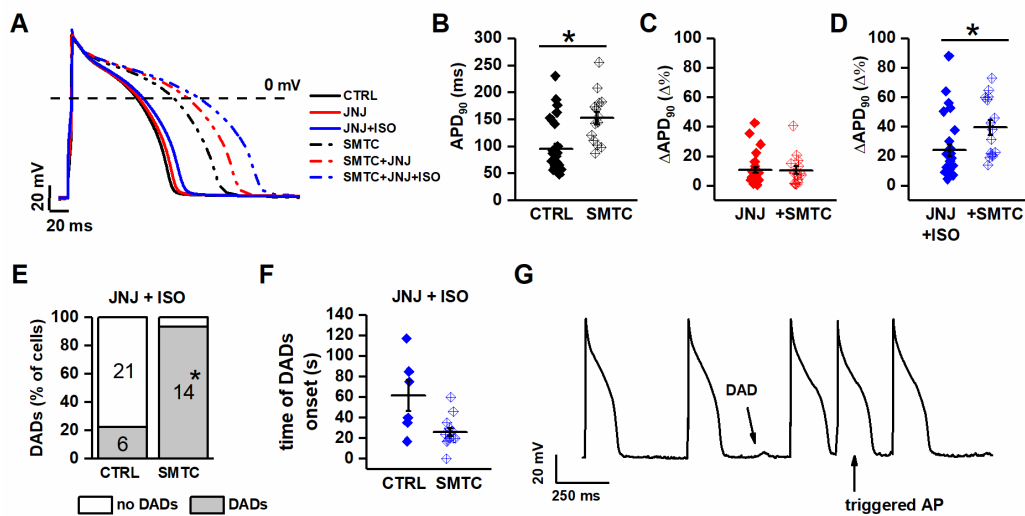 A
0 mV
CTRL
JNJ
JNJ+ISO
SMTC
SMTC+JNJ
SMTC+JNJ+ISO
20 mV
20 ms
B
*
300
250
200
150
100
50
0
APD90 (ms)
CTRL SMTC
C
100
80
60
40
20
0
ΔAPD90 (Δ%)
JNJ +SMTC
D
*
100
80
60
40
20
0
ΔAPD90 (Δ%)
JNJ +SMTC
+ISO
E
JNJ + ISO
100
80
60
40
20
0
DADs (% of cells)
21
6
14*
CTRL SMTC
no DADs DADs
F
JNJ + ISO
140
120
100
80
60
40
20
0
time of DADs
onset (s)
CTRL SMTC
G
DAD
20 mV
250 ms
triggered AP